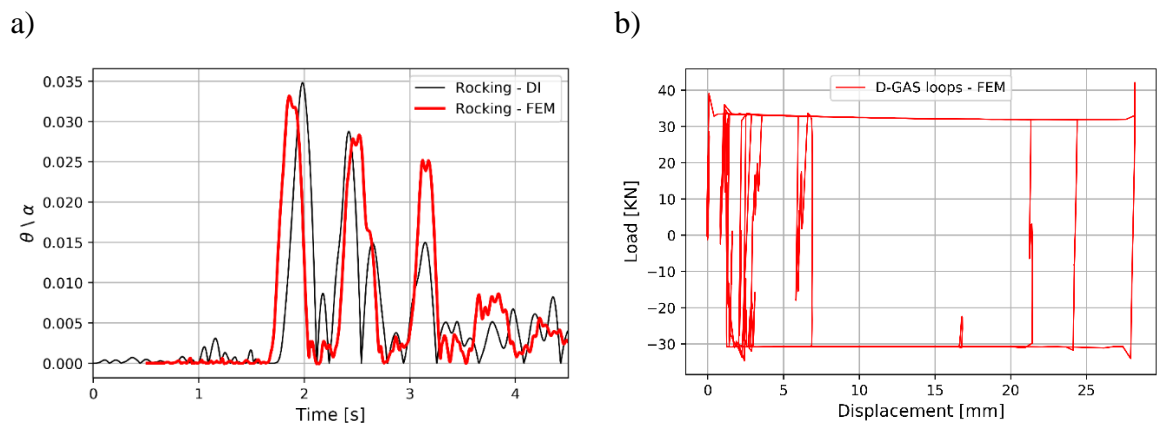 a)
b)
0.035
0.030
0.025
0.020
0.015
0.010
0.005
0.000
θ \ α
Rocking - DI
Rocking - FEM
0 1 2 3 4
Time [s]
40
30
20
10
0
−10
−20
−30
Load [KN]
D-GAS loops - FEM
0 5 10 15 20 25
Displacement [mm]